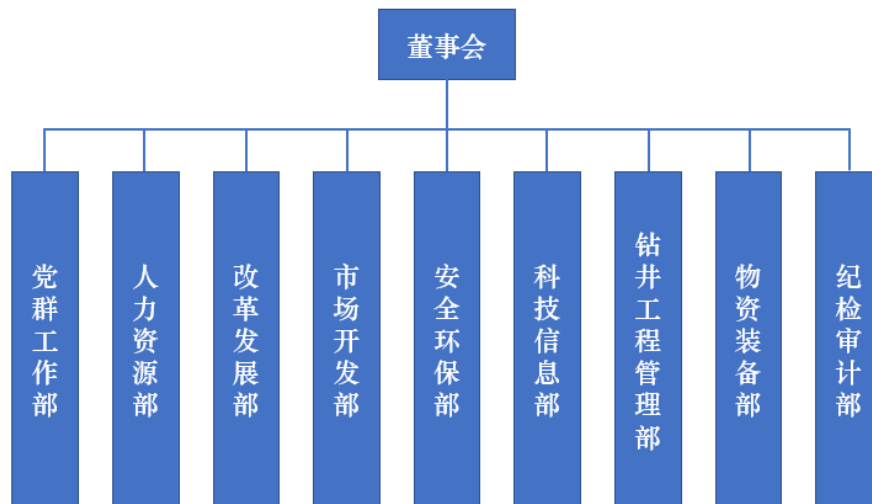 董事会
党群工作部
人力资源部
改革发展部
市场开发部
安全环保部
科技信息部
钻井工程管理部
物资装备部
纪检审计部